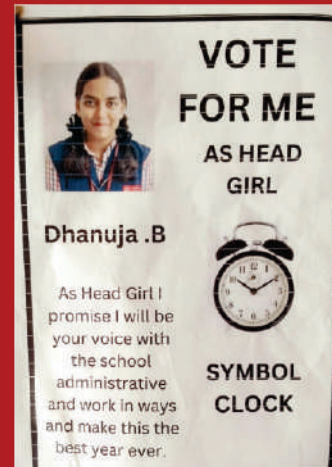 VOTE
FOR ME
AS HEAD
GIRL
Dhanuja .B
As Head Girl I
promise I will be
your voice with
the school
administrative
and work in ways
and make this the
best year ever.
SYMBOL
CLOCK